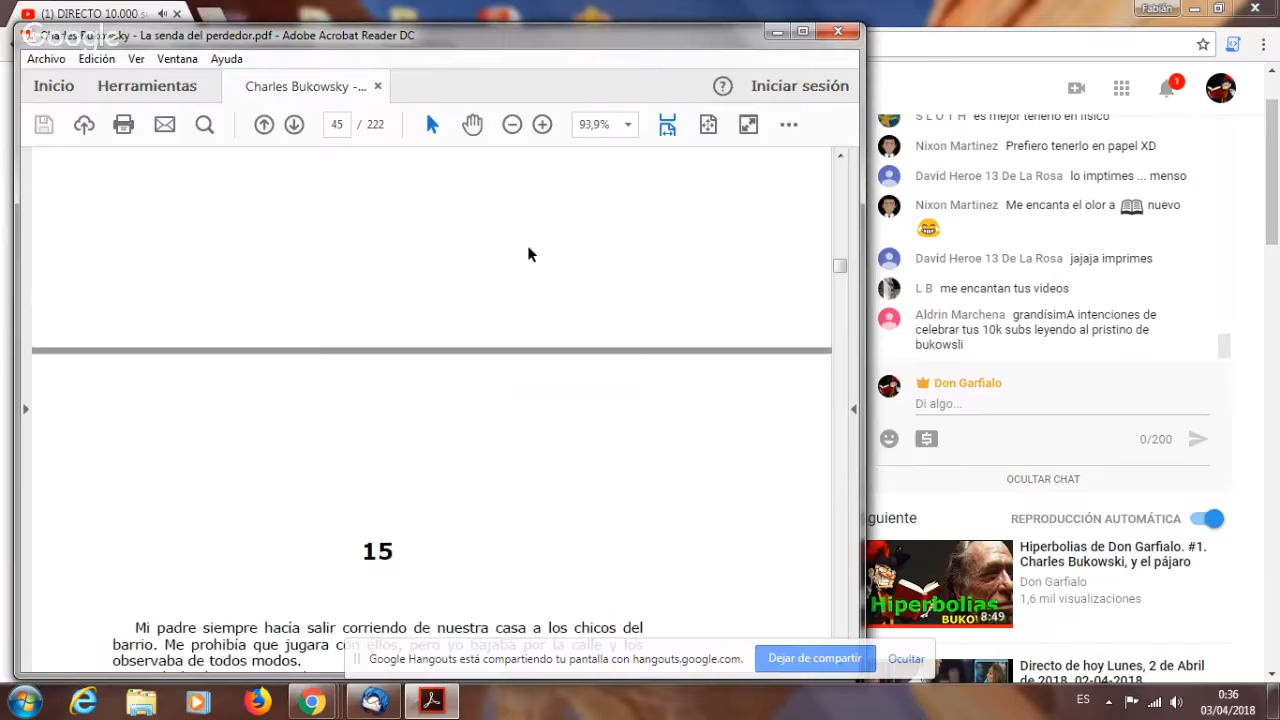 (1) DIRECTO 10.000 s
Fabián
Google
Charles Bukowsky - La senda del perdedor.pdf - Adobe Acrobat Reader DC
Archivo Edición Ver Ventana Ayuda
Inicio Herramientas Charles Bukowsky -... Iniciar sesión
45 / 222 93,9%
15
Mi padre siempre hacía salir corriendo de nuestra casa a los chicos del
barrio. Me prohibía que jugara con ellos, pero yo bajaba por la calle y los
observaba de todos modos.
Google Hangouts está compartiendo tu pantalla con hangouts.google.com. Dejar de compartir Ocultar
1
S L O T H es mejor tenerlo en físico
Nixon Martinez Prefiero tenerlo en papel XD
David Heroe 13 De La Rosa lo imptimes ... menso
Nixon Martinez Me encanta el olor a nuevo
David Heroe 13 De La Rosa jajaja imprimes
L B me encantan tus videos
Aldrin Marchena grandísimA intenciones de
celebrar tus 10k subs leyendo al pristino de
bukowsli
Don Garfialo
Di algo...
0/200
OCULTAR CHAT
guiente REPRODUCCIÓN AUTOMÁTICA
Hiperbolias
BUKO
8:49
Hiperbolias de Don Garfialo. #1.
Charles Bukowski, y el pájaro
Don Garfialo
1,6 mil visualizaciones
Directo de hoy Lunes, 2 de Abril
de 2018. 02-04-2018
ES
0:36
03/04/2018